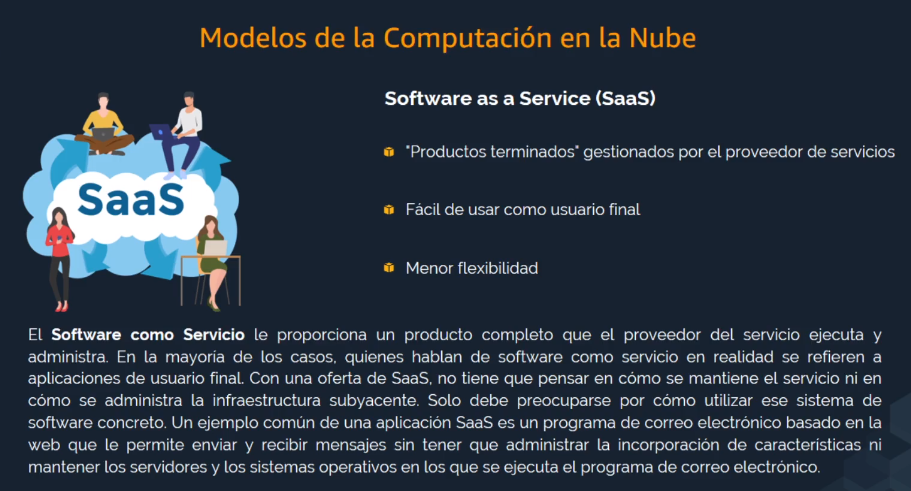 Modelos de la Computación en la Nube
Software as a Service (SaaS)
"Productos terminados" gestionados por el proveedor de servicios
SaaS
Fácil de usar como usuario final
Menor flexibilidad
El Software como Servicio le proporciona un producto completo que el proveedor del servicio ejecuta y
administra. En la mayoría de los casos, quienes hablan de software como servicio en realidad se refieren a
aplicaciones de usuario final. Con una oferta de SaaS, no tiene que pensar en cómo se mantiene el servicio ni en
cómo se administra la infraestructura subyacente. Solo debe preocuparse por cómo utilizar ese sistema de
software concreto. Un ejemplo común de una aplicación SaaS es un programa de correo electrónico basado en la
web que le permite enviar y recibir mensajes sin tener que administrar la incorporación de características ni
mantener los servidores y los sistemas operativos en los que se ejecuta el programa de correo electrónico.